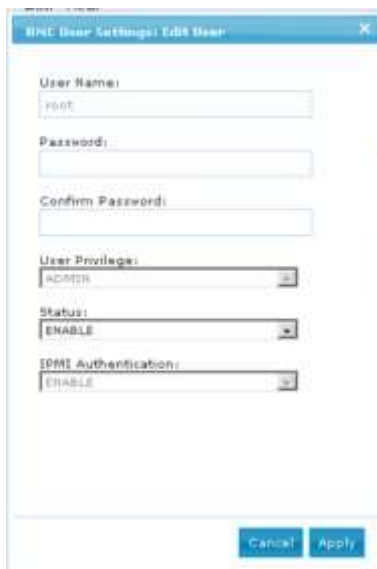 BMC User Settings: Edit User
User Name:
root
Password:
Confirm Password:
User Privilege:
ADMIN
Status:
ENABLE
IPMI Authentication:
ENABLE
Cancel
Apply